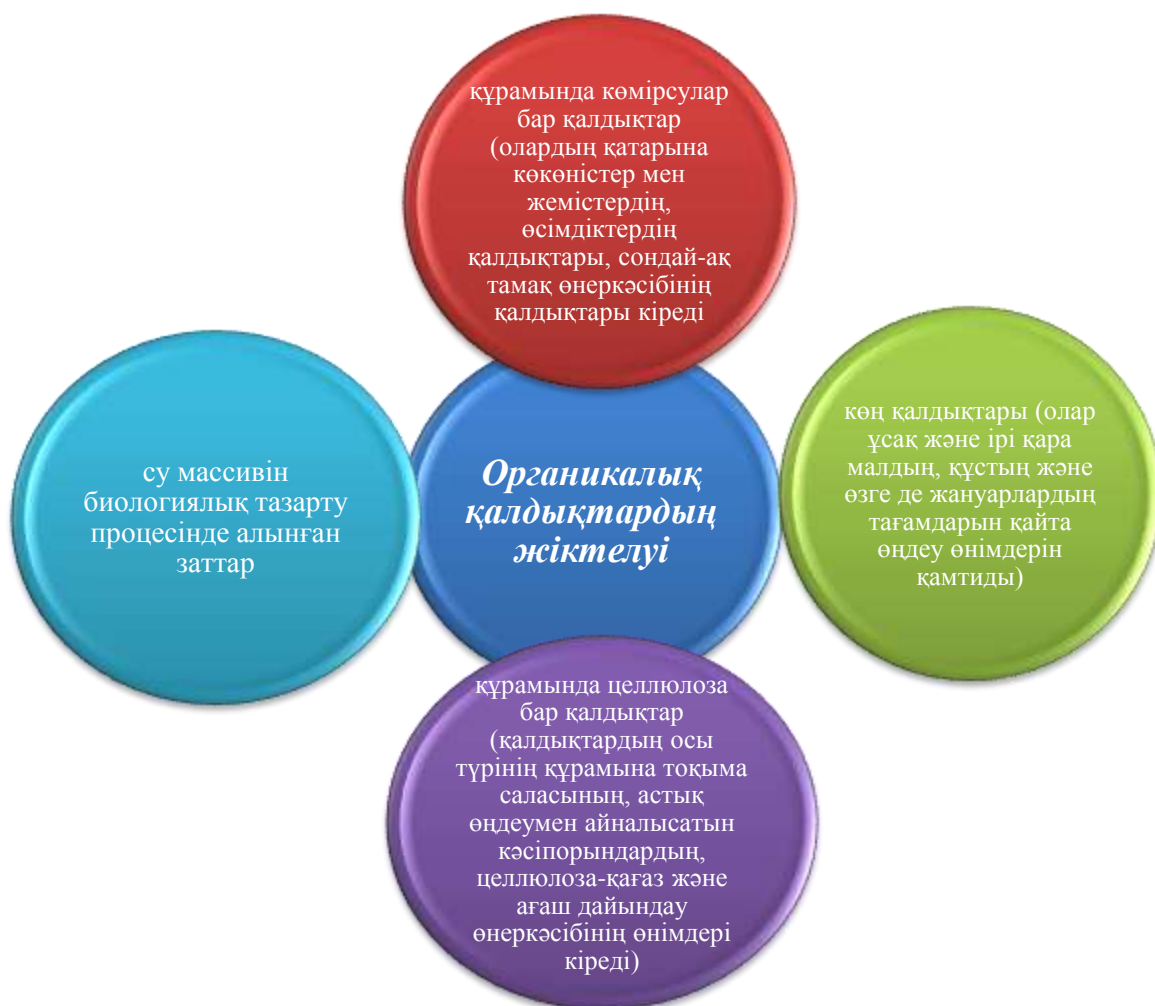 құрамында көмірсулар
бар қалдықтар
(олардың қатарына
көкөністер мен
жемістердің,
өсімдіктердің
қалдықтары, сондай-ақ
тамақ өнеркәсібінің
қалдықтары кіреді
су массивін
биологиялық тазарту
процесінде алынған
заттар
Органикалық
қалдықтардың
жіктелуі
көң қалдықтары (олар
ұсақ және ірі қара
малдың, құстың және
өзге де жануарлардың
тағамдарын қайта
өңдеу өнімдерін
қамтиды)
құрамында целлюлоза
бар қалдықтар
(қалдықтардың осы
түрінің құрамына тоқыма
саласының, астық
өңдеумен айналысатын
кәсіпорындардың,
целлюлоза-қағаз және
ағаш дайындау
өнеркәсібінің өнімдері
кіреді)